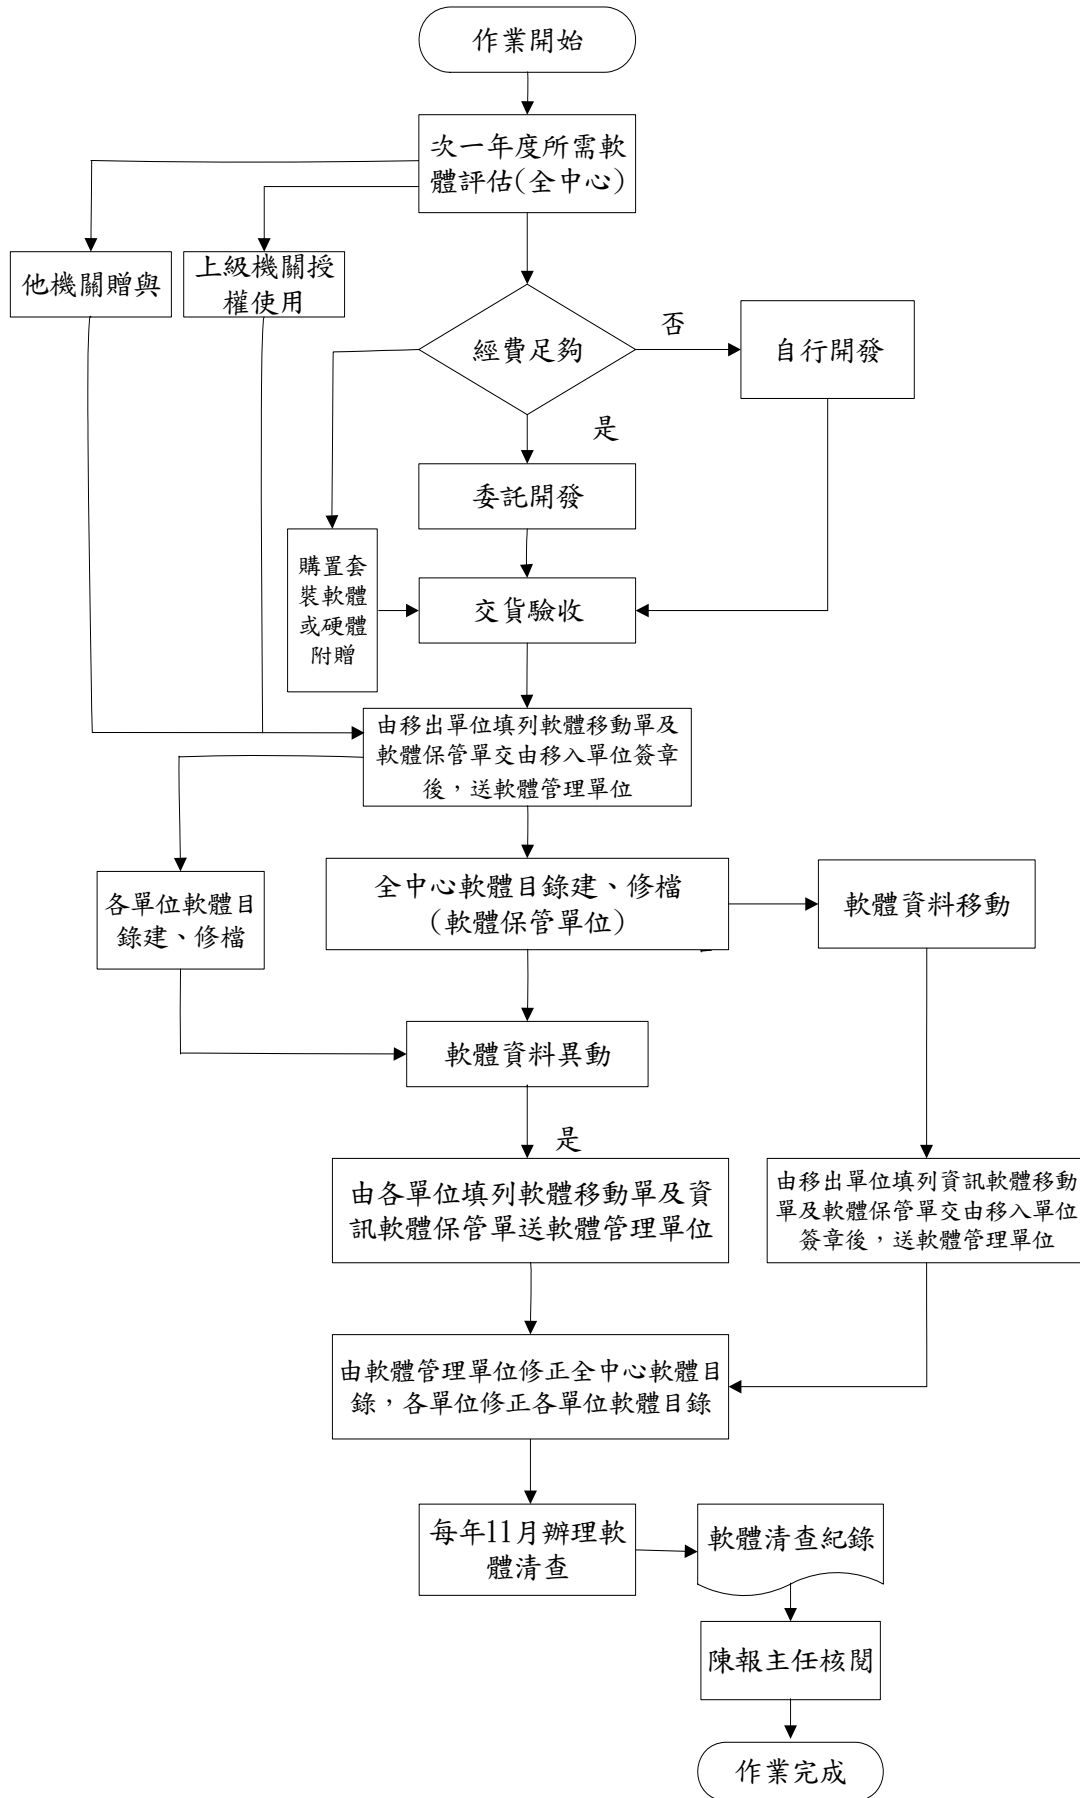 作業開始
次一年度所需軟
體評估(全中心)
他機關贈與
上級機關授
權使用
經費足夠
否
自行開發
是
委託開發
購置套
裝軟體
或硬體
附贈
交貨驗收
由移出單位填列軟體移動單及
軟體保管單交由移入單位簽章
後，送軟體管理單位
各單位軟體目
錄建、修檔
全中心軟體目錄建、修檔
(軟體保管單位)
軟體資料移動
軟體資料異動
是
由各單位填列軟體移動單及資
訊軟體保管單送軟體管理單位
由移出單位填列資訊軟體移動
單及軟體保管單交由移入單位
簽章後，送軟體管理單位
由軟體管理單位修正全中心軟體目
錄，各單位修正各單位軟體目錄
每年11月辦理軟
體清查
軟體清查紀錄
陳報主任核閱
作業完成